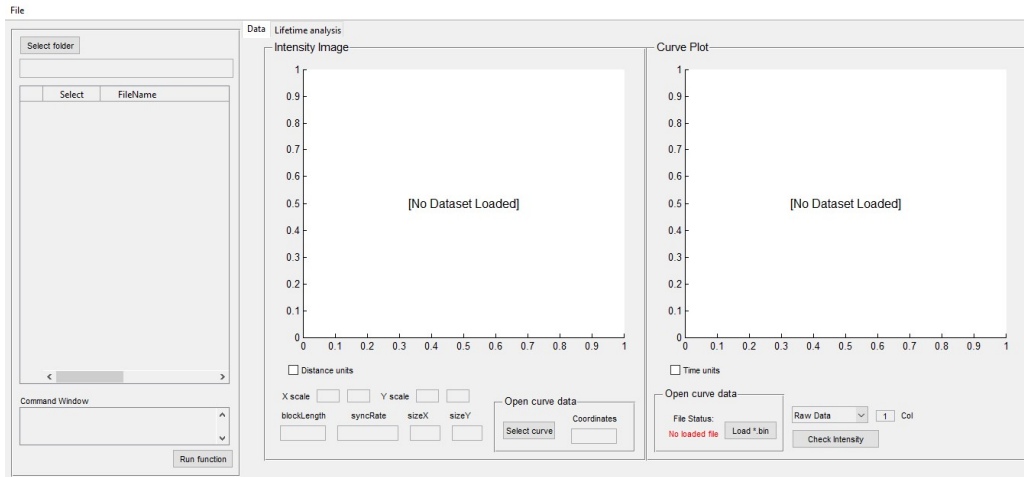 File
Select folder
Select FileName
Command Window
Run function
Data Lifetime analysis
Intensity Image
1
0.9
0.8
0.7
0.6
0.5
0.4
0.3
0.2
0.1
0
[No Dataset Loaded]
0 0.1 0.2 0.3 0.4 0.5 0.6 0.7 0.8 0.9 1
Distance units
X scale Y scale
blockLength syncRate sizeX sizeY
Open curve data
Coordinates
Select curve
Curve Plot
1
0.9
0.8
0.7
0.6
0.5
0.4
0.3
0.2
0.1
0
[No Dataset Loaded]
0 0.1 0.2 0.3 0.4 0.5 0.6 0.7 0.8 0.9 1
Time units
Open curve data
File Status:
No loaded file
Load *.bin
Raw Data 1 Col
Check Intensity